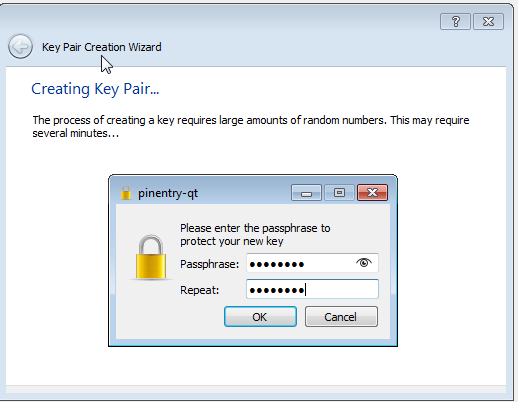 Key Pair Creation Wizard
Creating Key Pair...
The process of creating a key requires large amounts of random numbers. This may require
several minutes...
pinentry-qt
Please enter the passphrase to
protect your new key
Passphrase: ●●●●●●●●
Repeat: ●●●●●●●●
OK Cancel